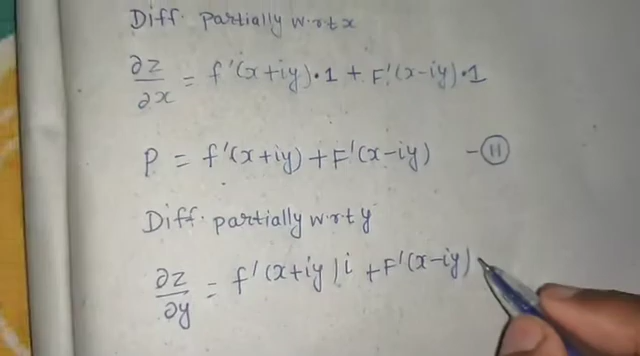 Diff. partially w.r.t x
∂z/∂x = f'(x+iy)·1 + F'(x-iy)·1
P = f'(x+iy) + F'(x-iy) - (11)
Diff. partially w.r.t y
∂z/∂y = f'(x+iy) i + F'(x-iy)